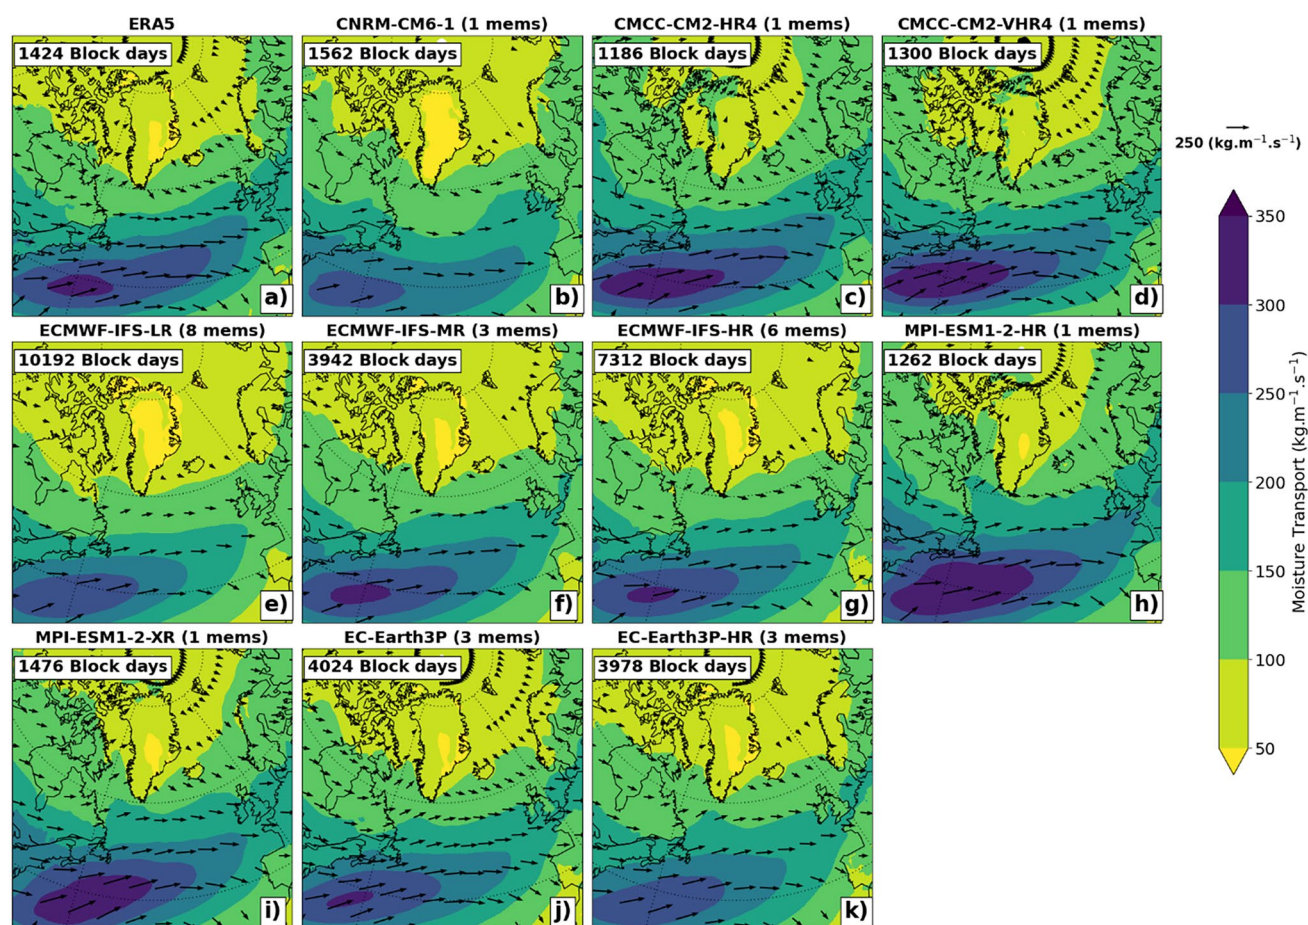 ERA5
CNRM-CM6-1 (1 mems)
CMCC-CM2-HR4 (1 mems)
CMCC-CM2-VHR4 (1 mems)
1424 Block days
1562 Block days
1186 Block days
1300 Block days
250 (kg.m⁻¹.s⁻¹)
a)
b)
c)
d)
ECMWF-IFS-LR (8 mems)
ECMWF-IFS-MR (3 mems)
ECMWF-IFS-HR (6 mems)
MPI-ESM1-2-HR (1 mems)
10192 Block days
3942 Block days
7312 Block days
1262 Block days
e)
f)
g)
h)
MPI-ESM1-2-XR (1 mems)
EC-Earth3P (3 mems)
EC-Earth3P-HR (3 mems)
1476 Block days
4024 Block days
3978 Block days
i)
j)
k)
350
300
250
200
150
100
50
Moisture Transport (kg.m⁻¹.s⁻¹)